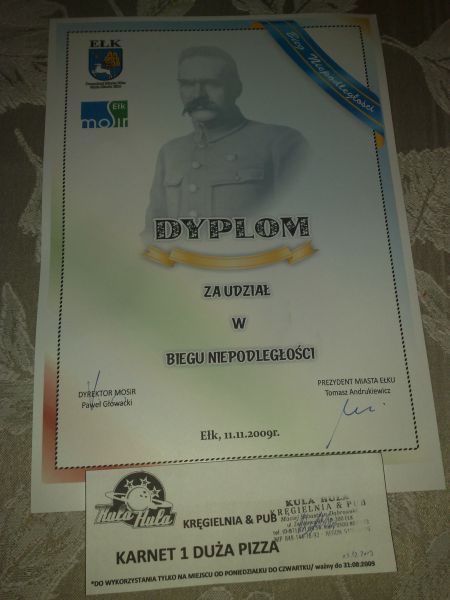 EŁK
Bieg Niepodległości
Ełk
mosir
DYPLOM
ZA UDZIAŁ
W
BIEGU NIEPODLEGŁOŚCI
DYREKTOR MOSiR
Paweł Głowacki
PREZYDENT MIASTA EŁKU
Tomasz Andrukiewicz
Ełk, 11.11.2009r.
Hula Kula
KRĘGIELNIA & PUB
KARNET 1 DUŻA PIZZA
KULA HULA
KRĘGIELNIA & PUB
*DO WYKORZYSTANIA TYLKO NA MIEJSCU OD PONIEDZIAŁKU DO CZWARTKU/ ważny do 31.08.2009